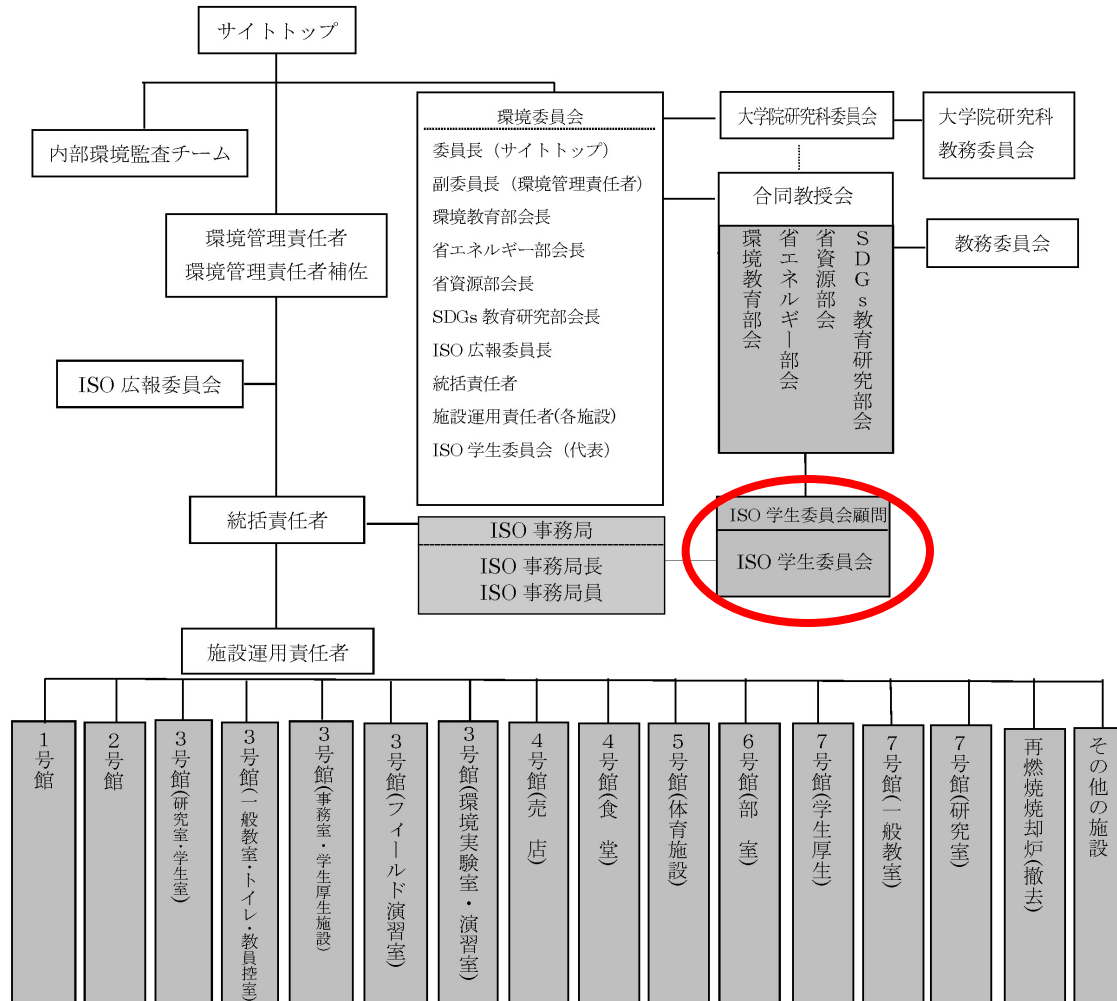 サイトトップ
内部環境監査チーム
環境管理責任者
環境管理責任者補佐
ISO 広報委員会
統括責任者
施設運用責任者
環境委員会
委員長（サイトトップ）
副委員長（環境管理責任者）
環境教育部会長
省エネルギー部会長
省資源部会長
SDGs 教育研究部会長
ISO 広報委員長
統括責任者
施設運用責任者(各施設)
ISO 学生委員会（代表）
大学院研究科委員会
大学院研究科
教務委員会
合同教授会
ＳＤＧｓ教育研究部会
省資源部会
省エネルギー部会
環境教育部会
教務委員会
ISO 事務局
ISO 事務局長
ISO 事務局員
ISO 学生委員会顧問
ISO 学生委員会
１号館
２号館
３号館(研究室・学生室)
３号館(一般教室・トイレ・教員控室)
３号館(事務室・学生厚生施設)
３号館(フィールド演習室)
３号館(環境実験室・演習室)
４号館(売　店)
４号館(食　堂)
５号館(体育施設)
６号館(部　室)
７号館(学生厚生)
７号館(一般教室)
７号館(研究室)
再燃焼焼却炉(撤去)
その他の施設